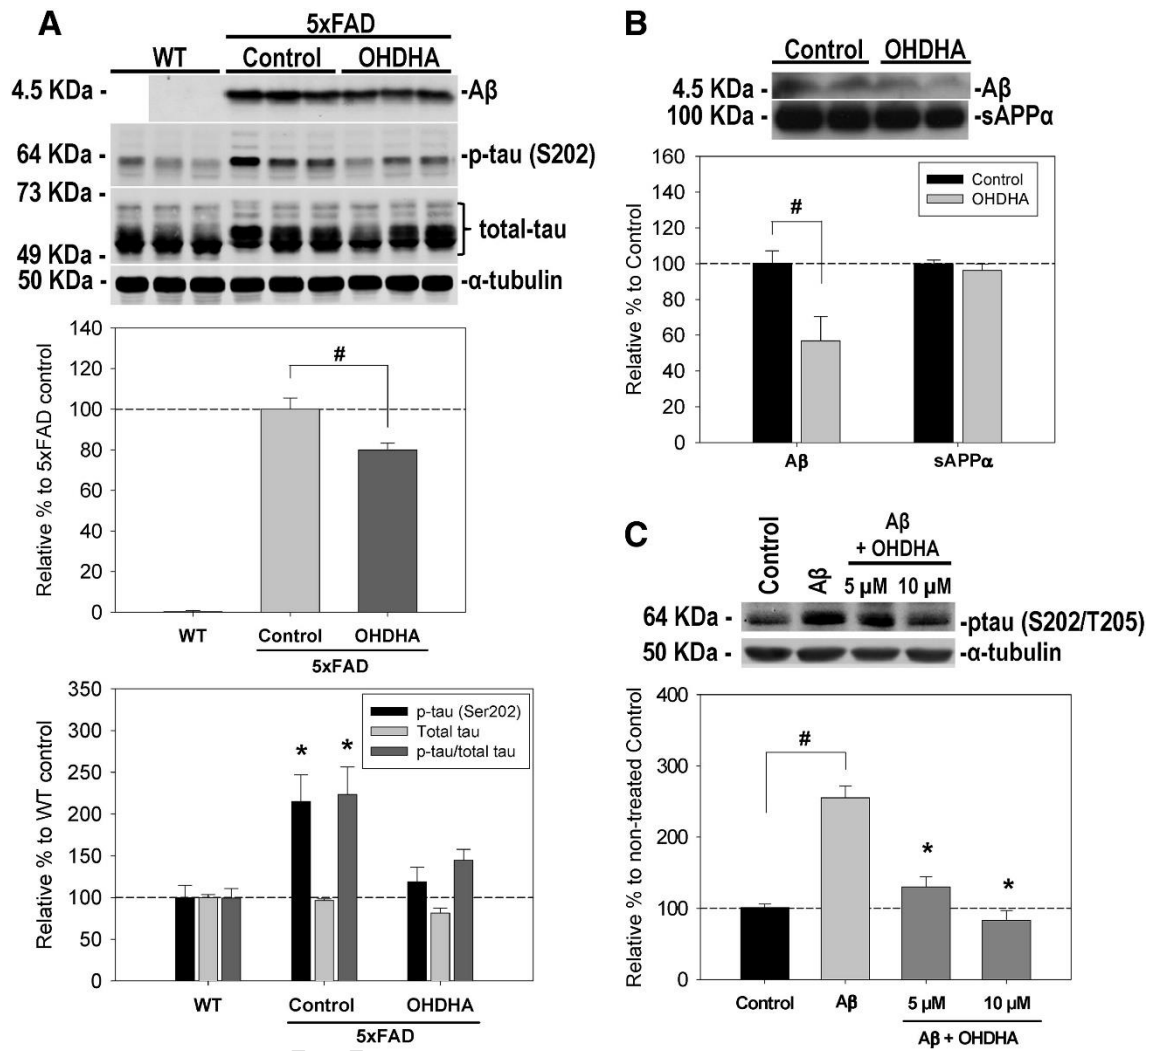 A
5xFAD
WT
Control
OHDHA
4.5 KDa -
-Aβ
64 KDa -
-p-tau (S202)
73 KDa -
total-tau
49 KDa -
50 KDa -
-α-tubulin
Relative % to 5xFAD control
140
120
100
80
60
40
20
0
#
WT
Control
OHDHA
5xFAD
Relative % to WT control
350
300
250
200
150
100
50
0
p-tau (Ser202)
Total tau
p-tau/total tau
*
*
WT
Control
OHDHA
5xFAD
B
Control
OHDHA
4.5 KDa -
-Aβ
100 KDa -
-sAPPα
Relative % to Control
160
140
120
100
80
60
40
20
0
Control
OHDHA
#
Aβ
sAPPα
C
Control
Aβ
Aβ
+ OHDHA
5 μM
10 μM
64 KDa -
-ptau (S202/T205)
50 KDa -
-α-tubulin
Relative % to non-treated Control
400
300
200
100
0
#
*
*
Control
Aβ
5 μM
10 μM
Aβ + OHDHA